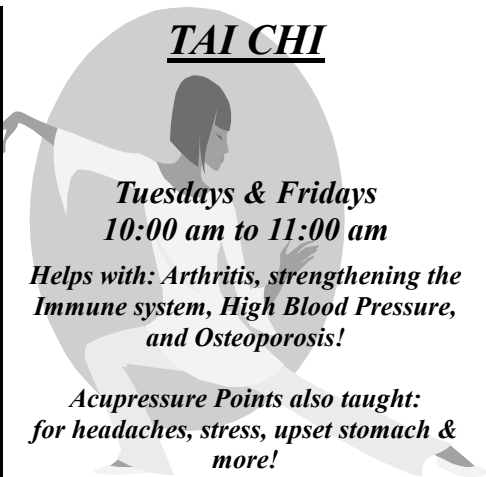 TAI CHI
Tuesdays & Fridays
10:00 am to 11:00 am
Helps with: Arthritis, strengthening the
Immune system, High Blood Pressure,
and Osteoporosis!
Acupressure Points also taught:
for headaches, stress, upset stomach &
more!